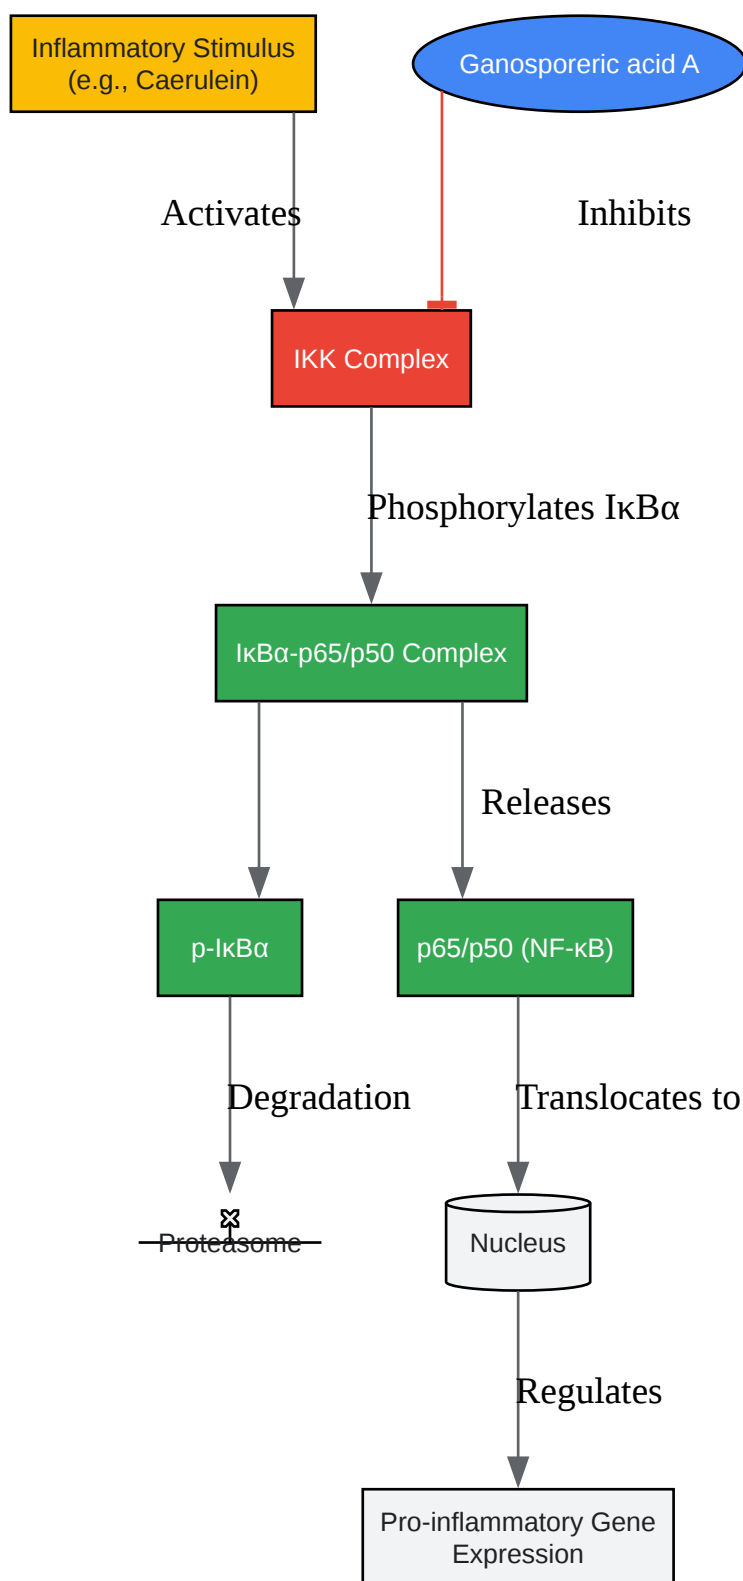 Inflammatory Stimulus
(e.g., Caerulein)
Ganosporeric acid A
Activates
Inhibits
IKK Complex
Phosphorylates IκBα
IκBα-p65/p50 Complex
Releases
p-IκBα
p65/p50 (NF-κB)
Degradation
Translocates to
Proteasome
Nucleus
Regulates
Pro-inflammatory Gene
Expression